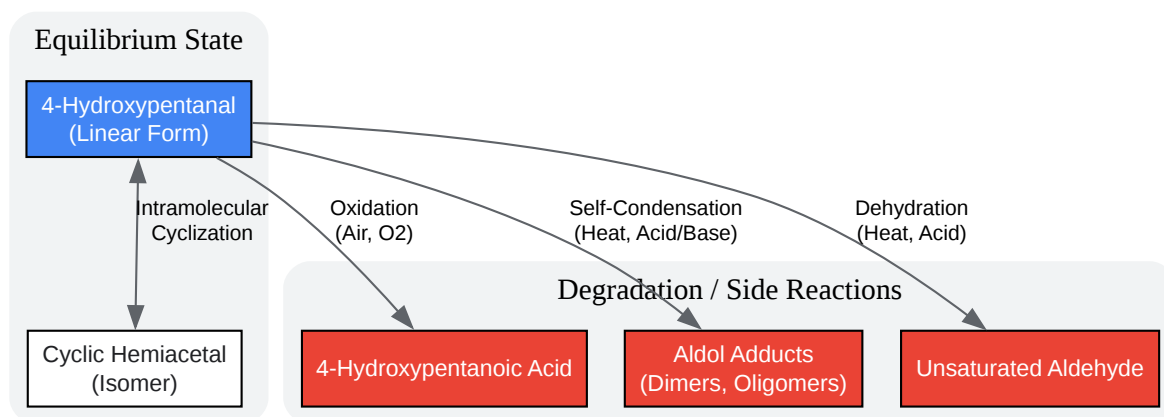 Equilibrium State
4-Hydroxypentanal
(Linear Form)
Intramolecular
Cyclization
Oxidation
(Air, O2)
Self-Condensation
(Heat, Acid/Base)
Dehydration
(Heat, Acid)
Degradation / Side Reactions
Cyclic Hemiacetal
(Isomer)
4-Hydroxypentanoic Acid
Aldol Adducts
(Dimers, Oligomers)
Unsaturated Aldehyde